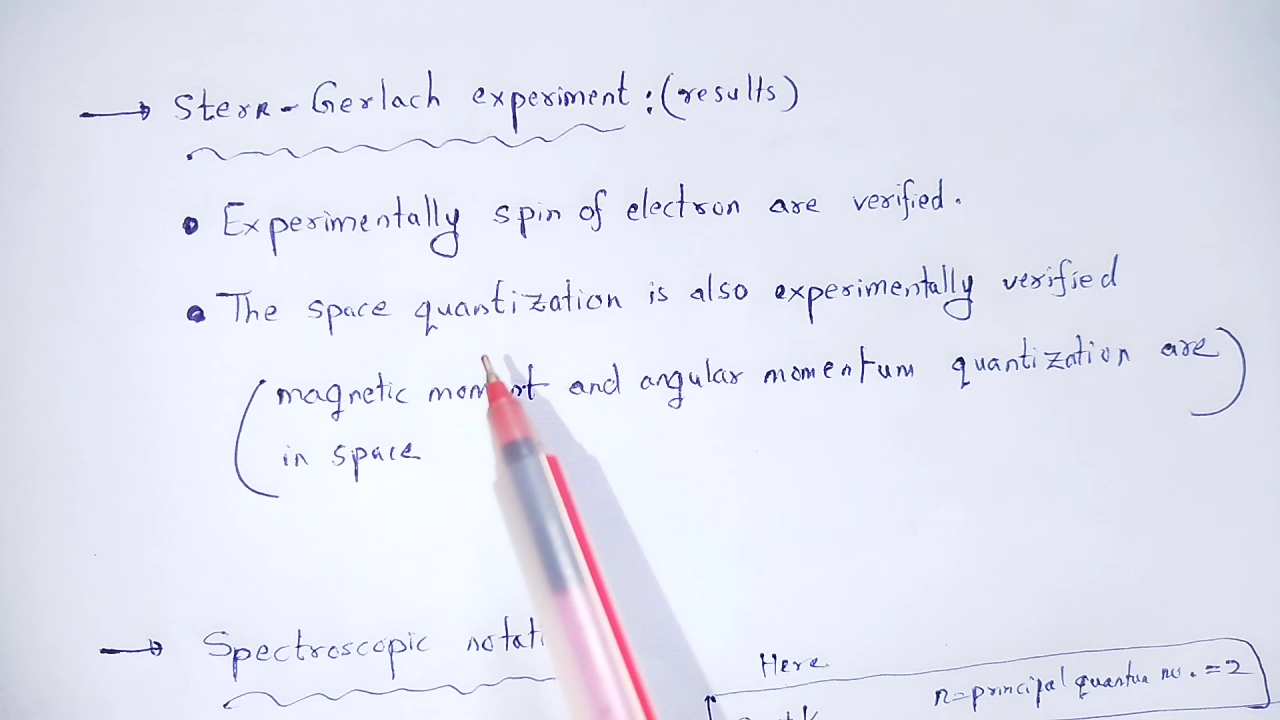 → Stern-Gerlach experiment : (results)
• Experimentally spin of electron are verified.
• The space quantization is also experimentally verified
(magnetic moment and angular momentum quantization are)
in space
→ Spectroscopic
Here
n=principal quantum no. = 2